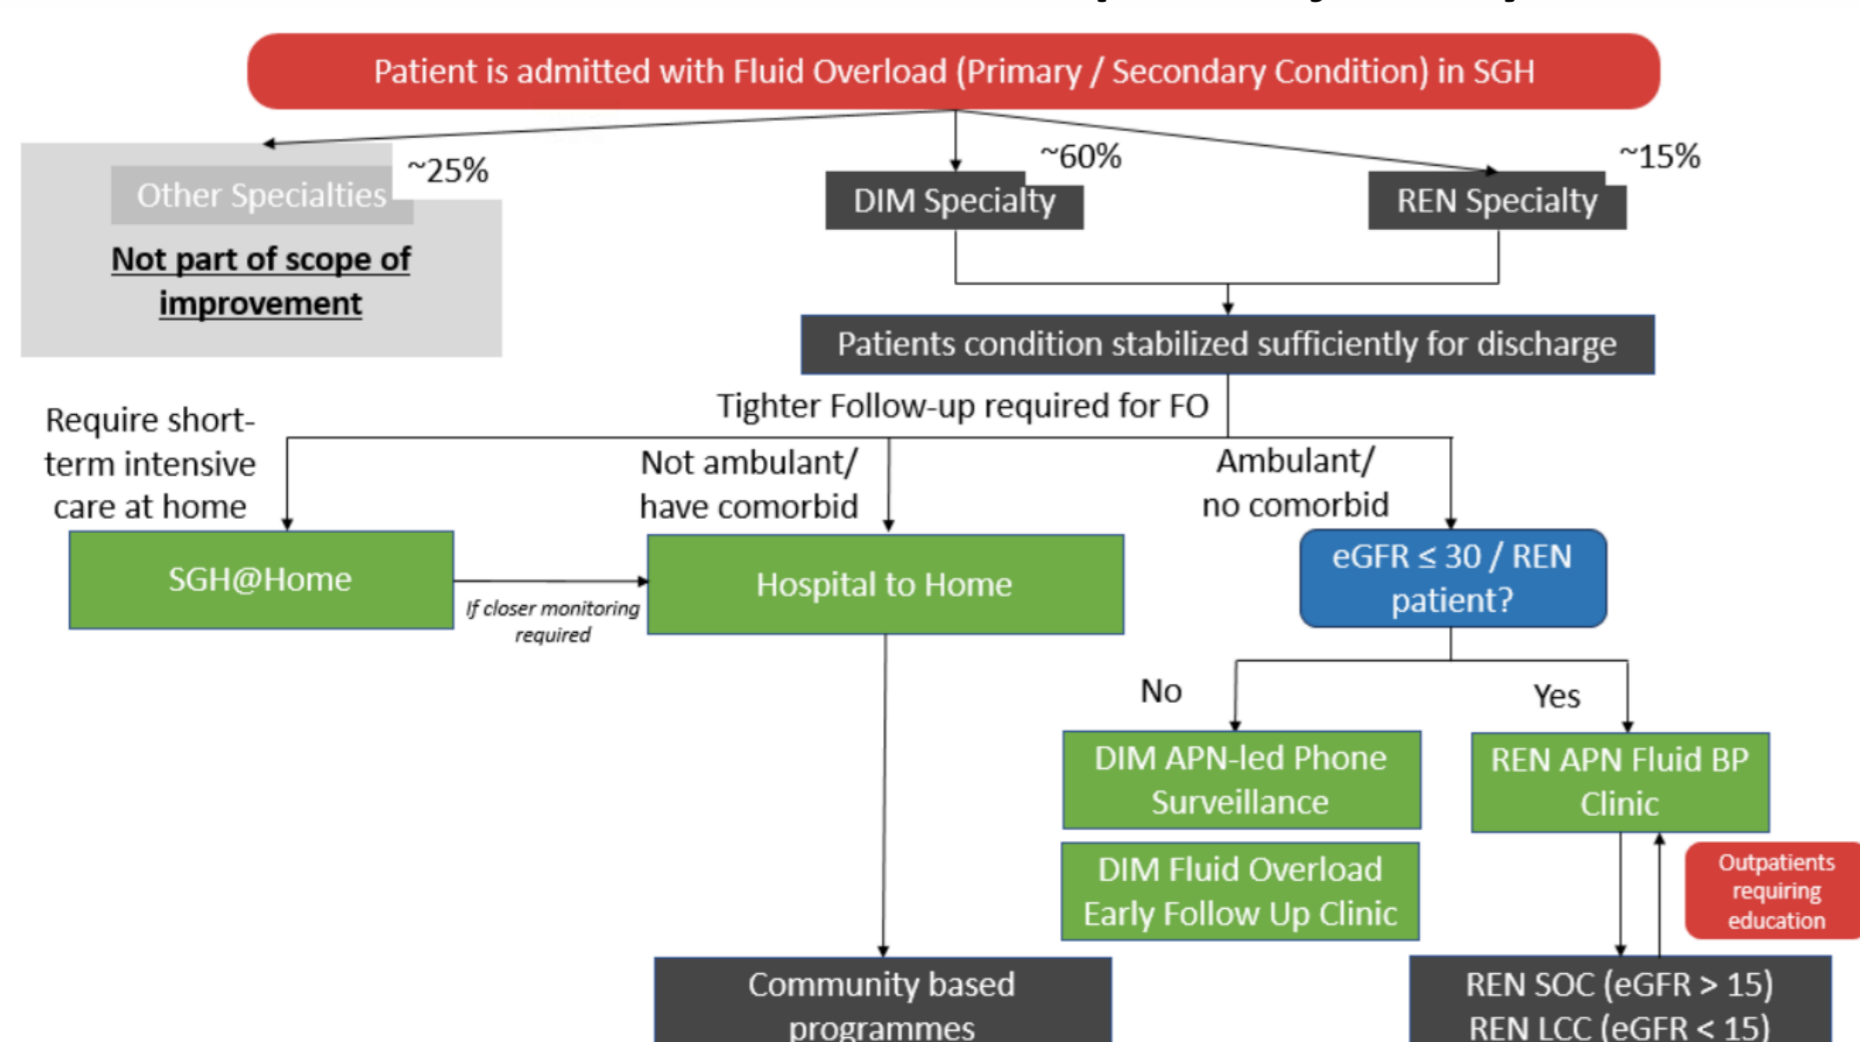 Patient is admitted with Fluid Overload (Primary / Secondary Condition) in SGH
~25%
~60%
~15%
Other Specialties
DIM Specialty
REN Specialty
Not part of scope of
improvement
Patients condition stabilized sufficiently for discharge
Tighter Follow-up required for FO
Require short-
term intensive
care at home
Not ambulant/
have comorbid
Ambulant/
no comorbid
SGH@Home
If closer monitoring
required
Hospital to Home
eGFR ≤ 30 / REN
patient?
No
Yes
DIM APN-led Phone
Surveillance
REN APN Fluid BP
Clinic
DIM Fluid Overload
Early Follow Up Clinic
Outpatients
requiring
education
Community based
programmes
REN SOC (eGFR > 15)
REN LCC (eGFR < 15)